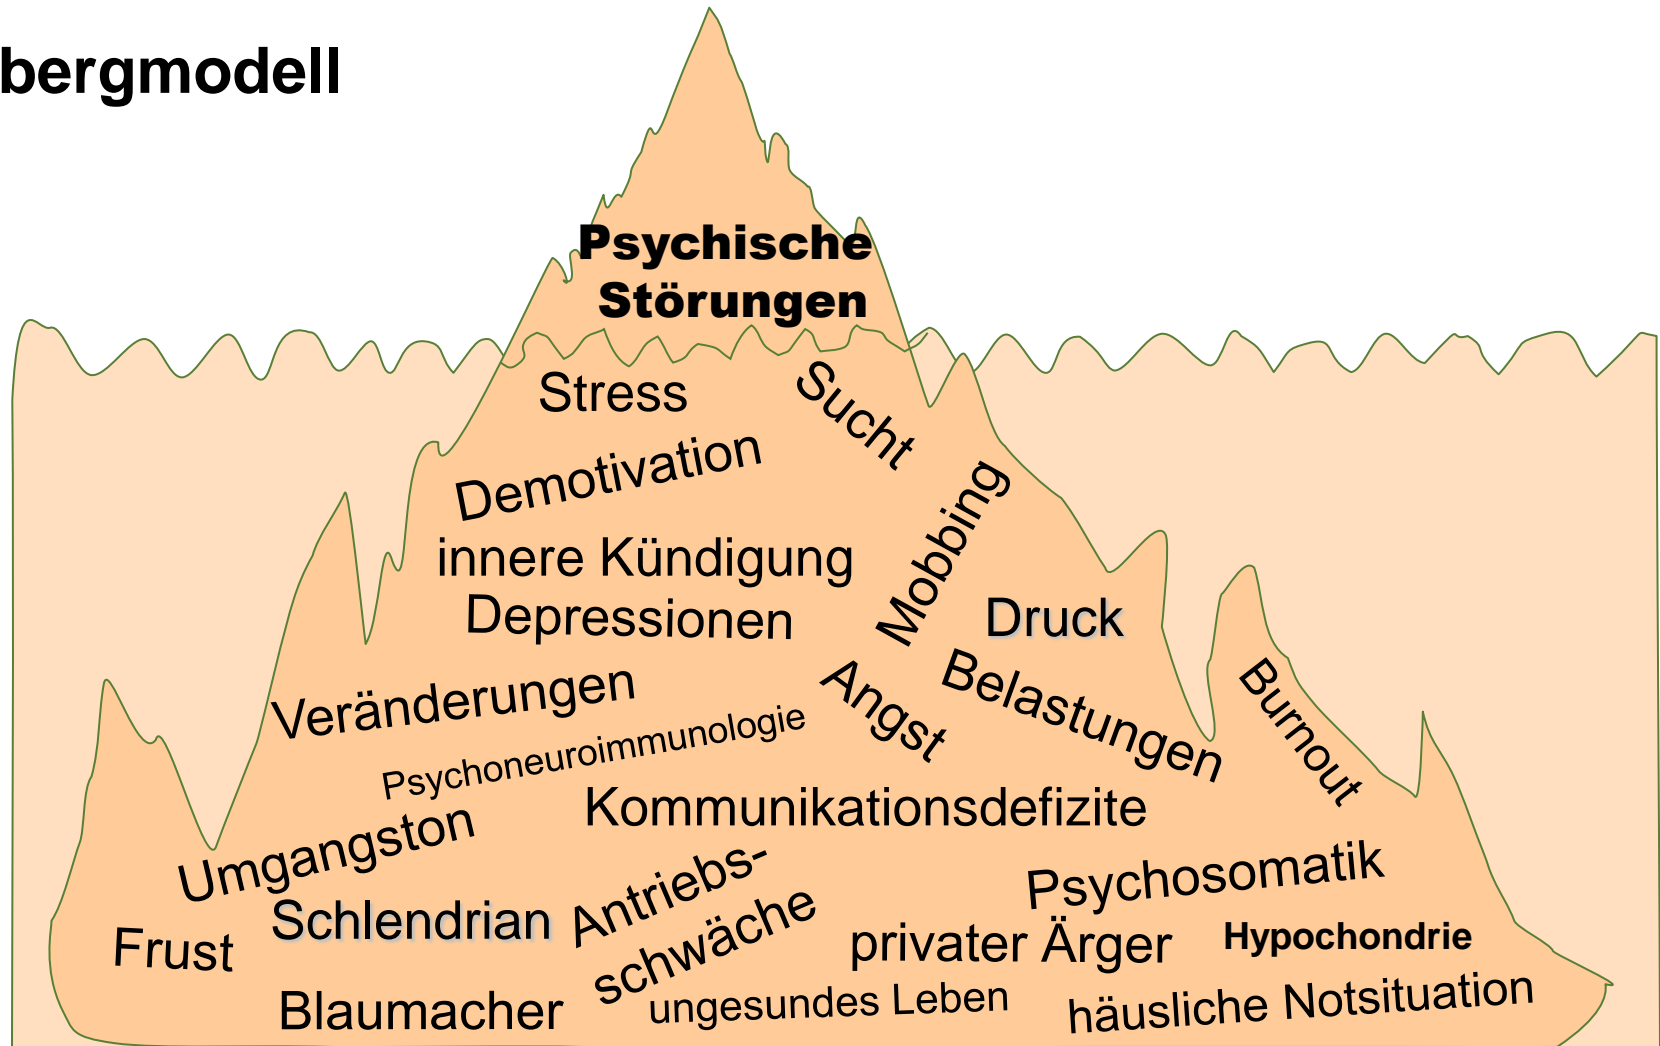 bergmodell
Psychische
Störungen
Stress
Sucht
Demotivation
Mobbing
innere Kündigung
Depressionen
Druck
Veränderungen
Angst
Belastungen
Burnout
Psychoneuroimmunologie
Kommunikationsdefizite
Umgangston
Antriebs-
schwäche
Psychosomatik
Schlendrian
Frust
privater Ärger
Hypochondrie
Blaumacher
ungesundes Leben
häusliche Notsituation